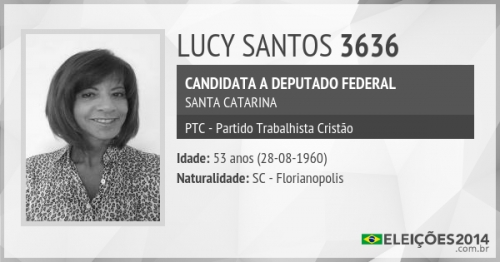 LUCY SANTOS 3636
CANDIDATA A DEPUTADO FEDERAL
SANTA CATARINA
PTC - Partido Trabalhista Cristão
Idade: 53 anos (28-08-1960)
Naturalidade: SC - Florianopolis
ELEIÇÕES2014
.com.br